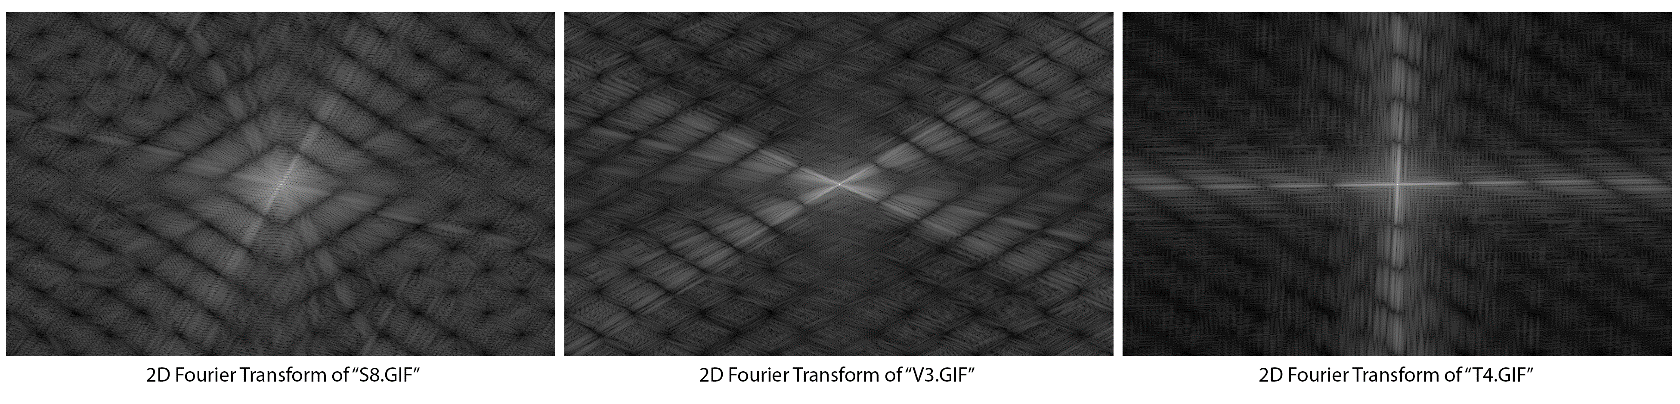 2D Fourier Transform of “S8.GIF”
2D Fourier Transform of “V3.GIF”
2D Fourier Transform of “T4.GIF”